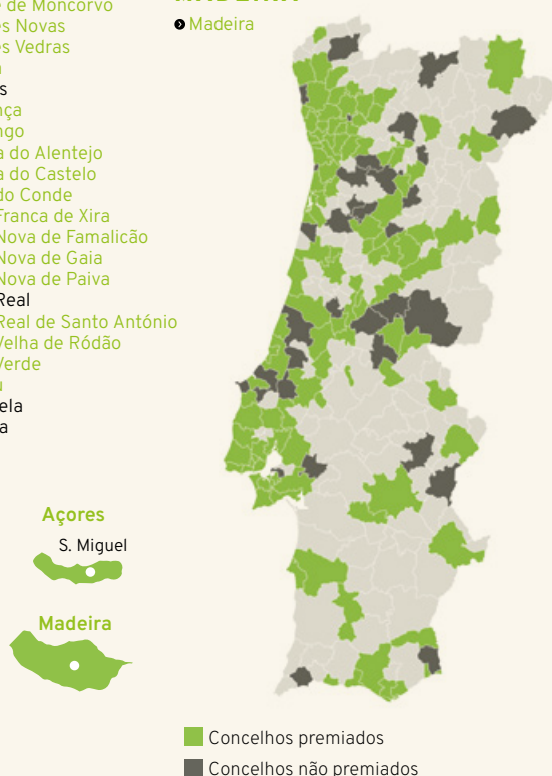 de Moncorvo
es Novas
es Vedras
s
nça
ngo
a do Alentejo
a do Castelo
do Conde
Franca de Xira
Nova de Famalicão
Nova de Gaia
Nova de Paiva
Real
Real de Santo António
Velha de Ródão
Verde
u
ela
a
Madeira
Açores
S. Miguel
Madeira
Concelhos premiados
Concelhos não premiados